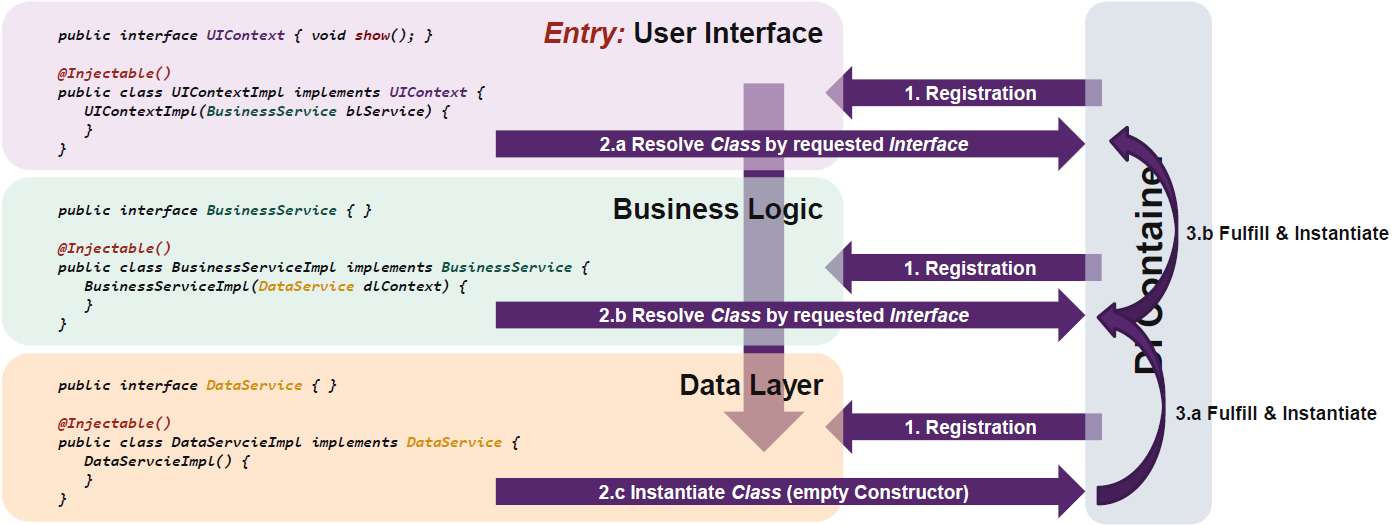 public interface UIContext { void show(); }
Entry: User Interface
@Injectable()
public class UIContextImpl implements UIContext {
UIContextImpl(BusinessService blService) {
}
}
1. Registration
2.a Resolve Class by requested Interface
public interface BusinessService { }
Business Logic
@Injectable()
public class BusinessServiceImpl implements BusinessService {
BusinessServiceImpl(DataService dlContext) {
}
}
1. Registration
2.b Resolve Class by requested Interface
public interface DataService { }
Data Layer
@Injectable()
public class DataServcieImpl implements DataService {
DataServcieImpl() {
}
}
1. Registration
2.c Instantiate Class (empty Constructor)
DI Container
3.b Fulfill & Instantiate
3.a Fulfill & Instantiate